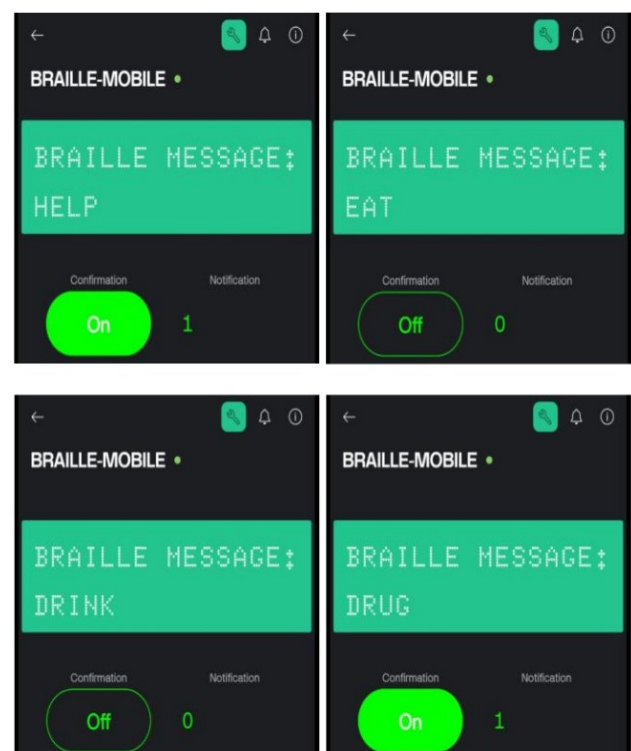 BRAILLE-MOBILE
BRAILLE MESSAGE:
HELP
Confirmation Notification
On 1
BRAILLE-MOBILE
BRAILLE MESSAGE:
EAT
Confirmation Notification
Off 0
BRAILLE-MOBILE
BRAILLE MESSAGE:
DRINK
Confirmation Notification
Off 0
BRAILLE-MOBILE
BRAILLE MESSAGE:
DRUG
Confirmation Notification
On 1